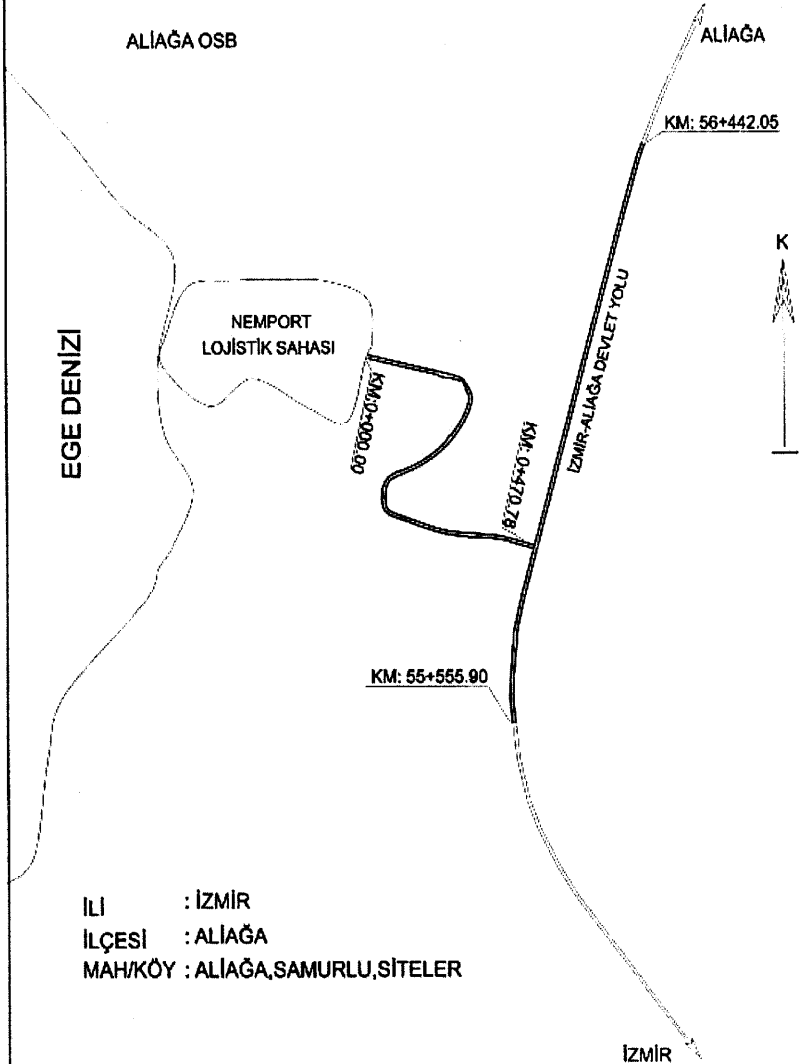 ALİAĞA OSB
ALİAĞA
KM: 56+442.05
K
NEMPORT
LOJİSTİK SAHASI
EGE DENİZİ
İZMİR-ALİAĞA DEVLET YOLU
KM:0+000.00
KM: 0+470.78
KM: 55+555.90
İLİ : İZMİR
İLÇESİ : ALİAĞA
MAH/KÖY : ALİAĞA,SAMURLU,SİTELER
İZMİR